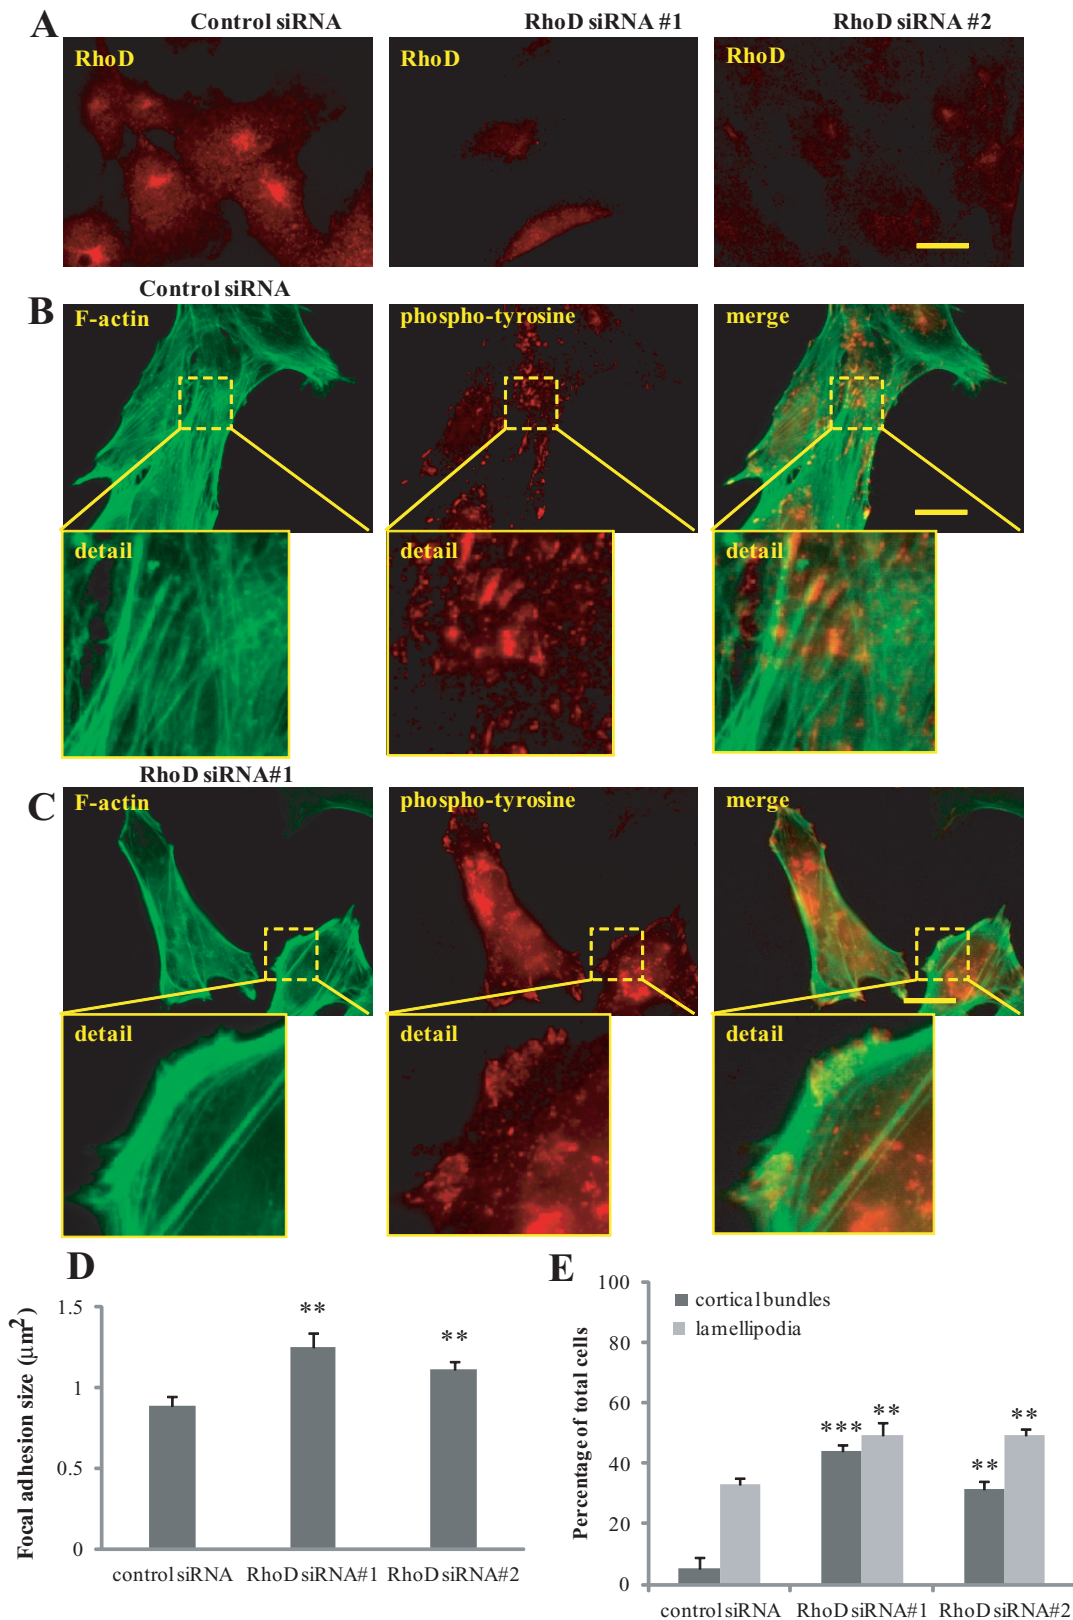 A
Control siRNA
RhoD siRNA #1
RhoD siRNA #2
RhoD
RhoD
RhoD
Control siRNA
B
F-actin
phospho-tyrosine
merge
detail
detail
detail
RhoD siRNA#1
C
F-actin
phospho-tyrosine
merge
detail
detail
detail
D
Focal adhesion size (μm²)
1.5
1
0.5
0
**
**
control siRNA
RhoD siRNA#1
RhoD siRNA#2
E
Percentage of total cells
100
80
60
40
20
0
cortical bundles
lamellipodia
***
**
**
**
control siRNA
RhoD siRNA#1
RhoD siRNA#2